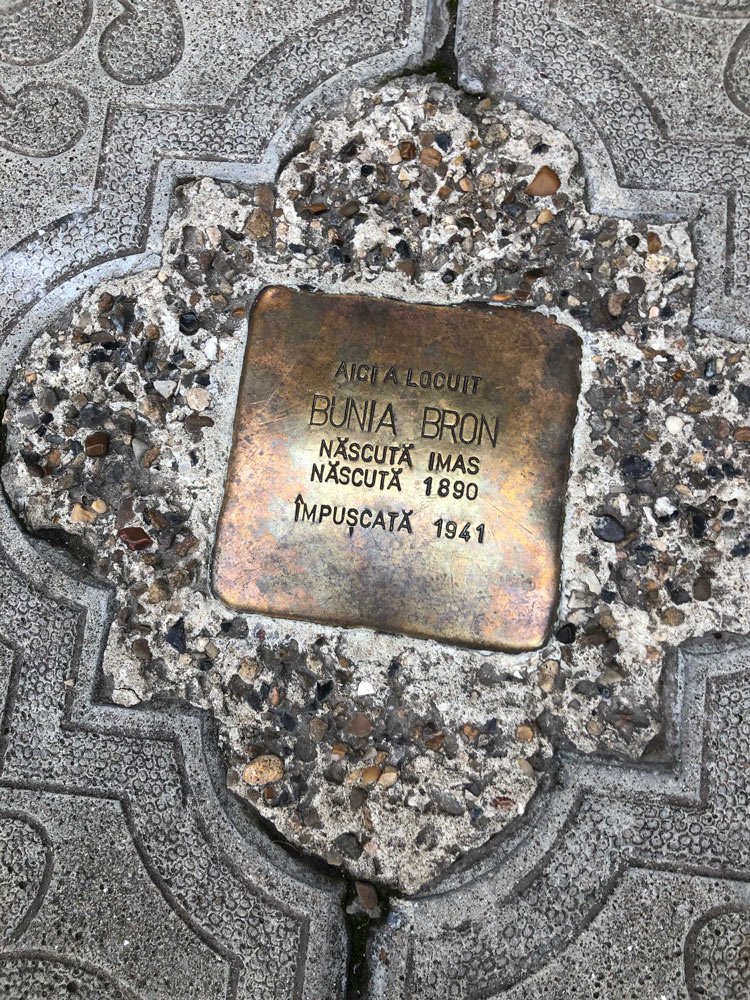 AICI A LOCUIT
BUNIA BRON
NĂSCUTĂ IMAS
NĂSCUTĂ 1890
ÎMPUȘCATĂ 1941